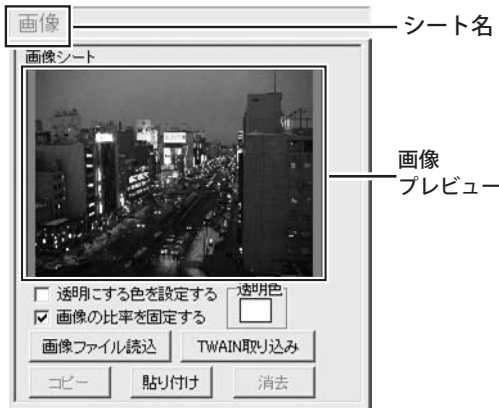 画像
シート名
画像シート
画像
プレビュー
透明にする色を設定する
透明色
画像の比率を固定する
画像ファイル読込
TWAIN取り込み
コピー
貼り付け
消去